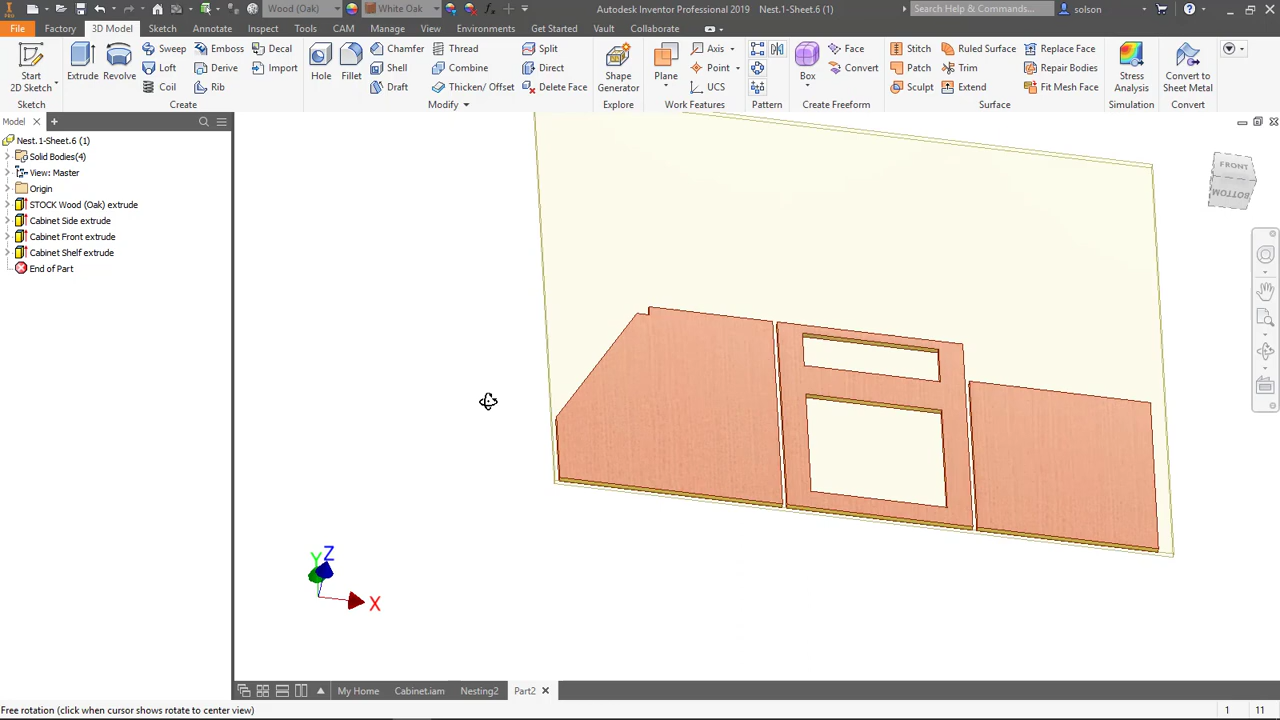 Wood (Oak) White Oak Autodesk Inventor Professional 2019 Nest.1-Sheet.6 Search Help & Commands... solson
File Factory 3D Model Sketch Annotate Inspect Tools CAM Manage View Environments Get Started Vault Collaborate
Start 2D Sketch
Sketch
Extrude Revolve
Sweep Emboss Decal
Loft Derive Import
Coil Rib
Create
Hole Fillet
Chamfer Thread Split
Shell Combine Direct
Draft Thicken/ Offset Delete Face
Modify
Shape Generator
Explore
Plane
Axis
Point
UCS
Work Features
Pattern
Box
Face
Convert
Create Freeform
Stitch Ruled Surface Replace Face
Patch Trim Repair Bodies
Sculpt Extend Fit Mesh Face
Surface
Stress Analysis
Simulation
Convert to Sheet Metal
Convert
Model
Nest.1-Sheet.6 (1)
Solid Bodies(4)
View: Master
Origin
STOCK Wood (Oak) extrude
Cabinet Side extrude
Cabinet Front extrude
Cabinet Shelf extrude
End of Part
FRONT
BOTTOM
Y Z
X
My Home Cabinet.iam Nesting2 Part2
Free rotation (click when cursor shows rotate to center view) 1 11